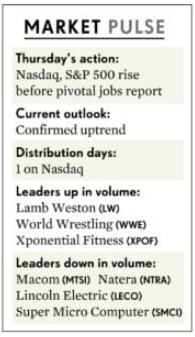 MARKET PULSE
Thursday's action:
Nasdaq, S&P 500 rise
before pivotal jobs report
Current outlook:
Confirmed uptrend
Distribution days:
1 on Nasdaq
Leaders up in volume:
Lamb Weston (LW)
World Wrestling (WWE)
Xponential Fitness (XPOF)
Leaders down in volume:
Macom (MTSI) Natera (NTRA)
Lincoln Electric (LECO)
Super Micro Computer (SMCI)